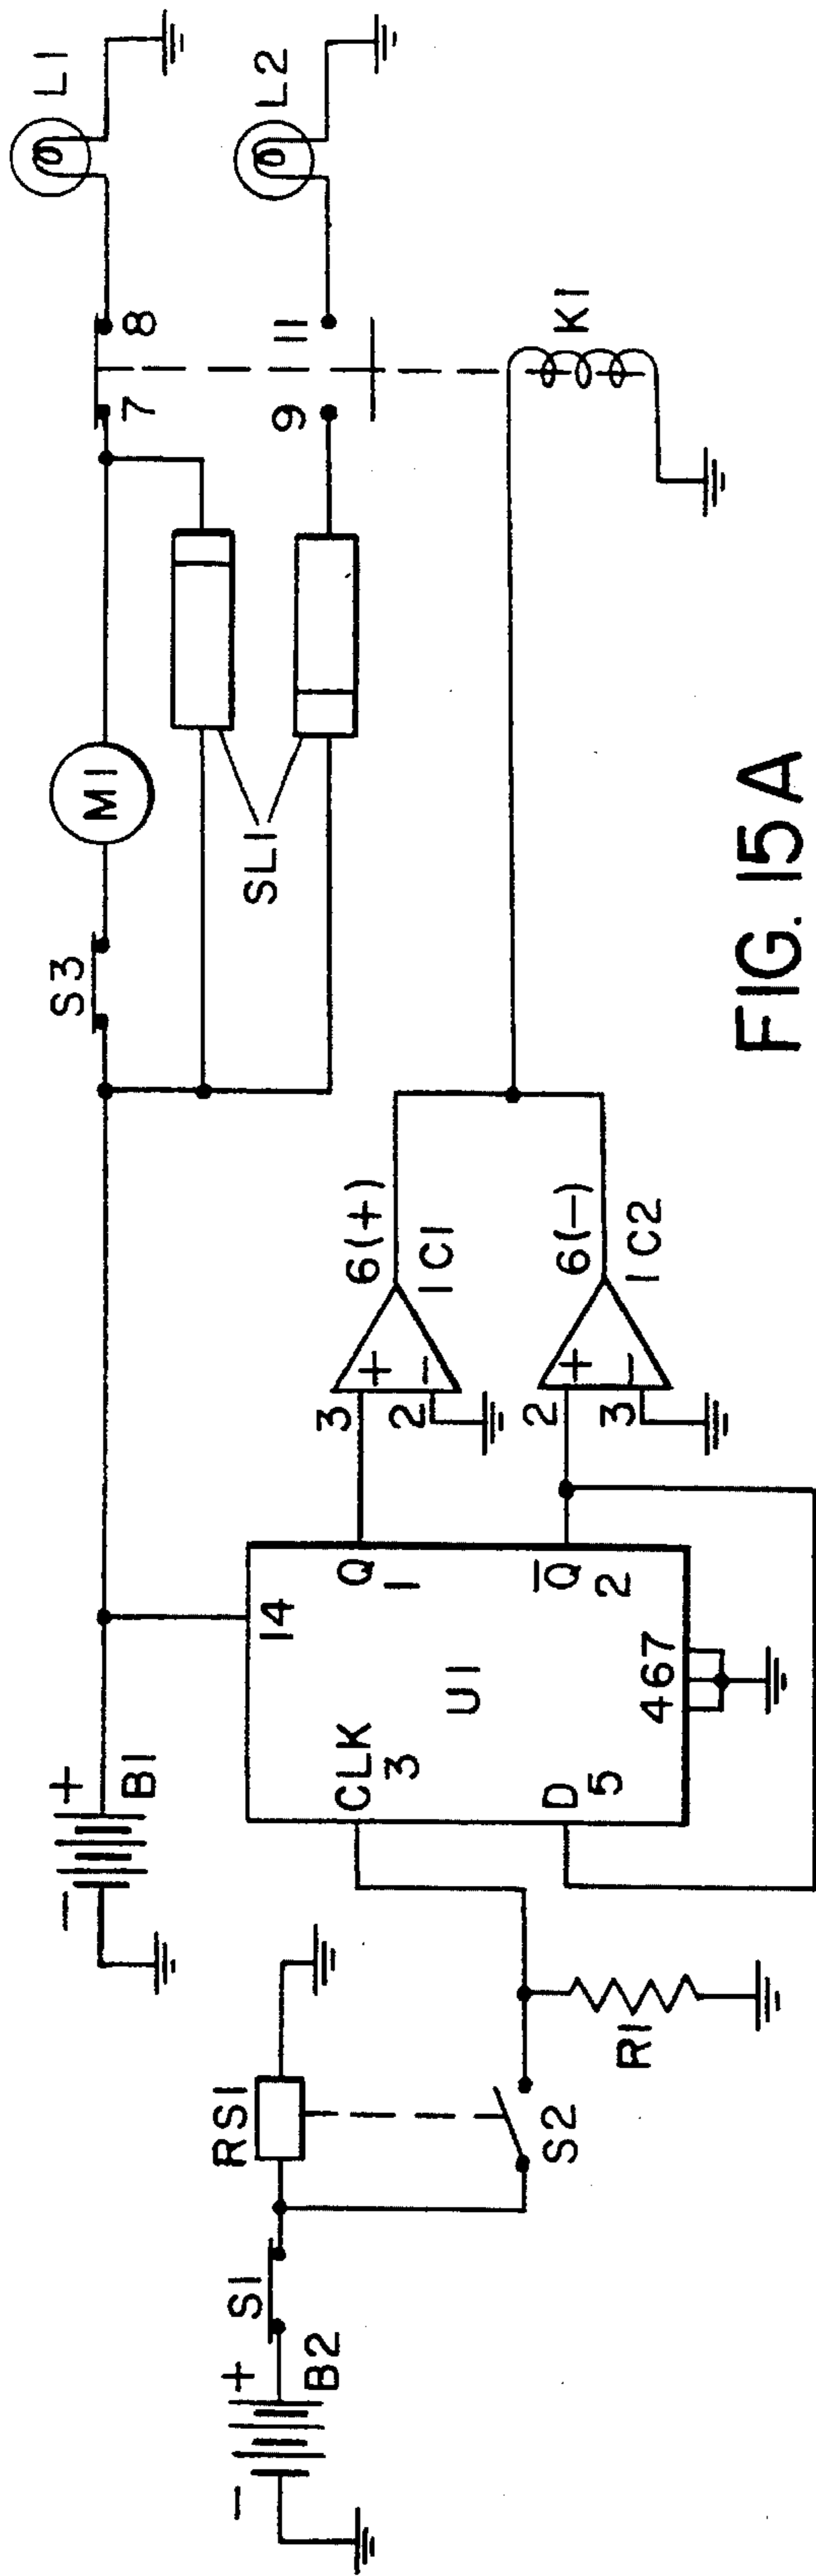 L1
L2
7
8
9
11
K1
M1
S3
SL1
6(+)
IC1
6(-)
IC2
3
+
2
-
2
+
3
-
+
-
B1
14
Q
1
Q̅
2
U1
CLK
3
D
5
467
RS1
S1
S2
R1
+
-
B2
FIG. 15A